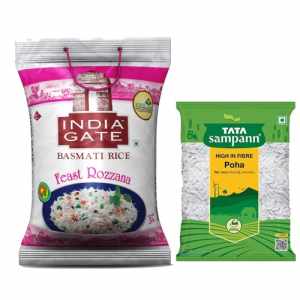 INDIA
GATE
BASMATI RICE
Feast Rozzana
TATA
sampann
HIGH IN FIBRE
Poha